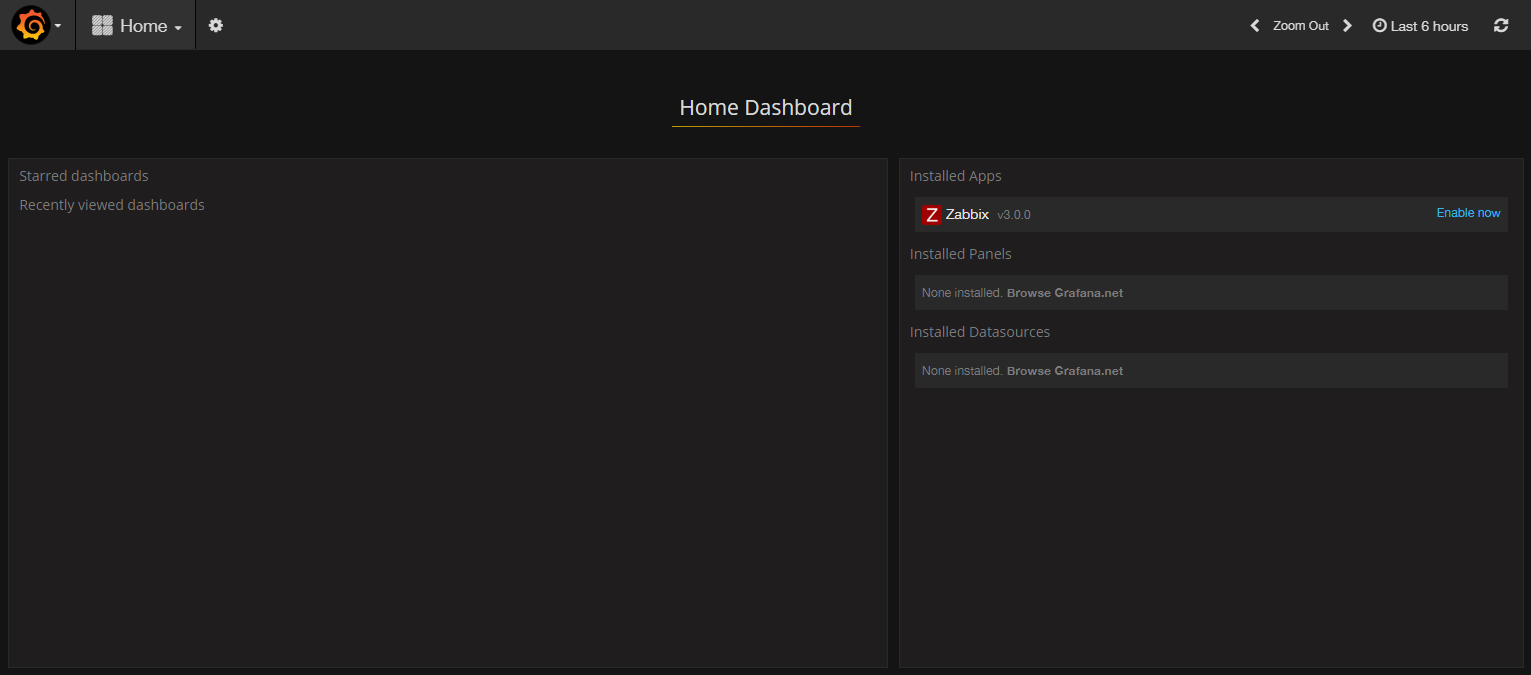 Home
Zoom Out
Last 6 hours
Home Dashboard
Starred dashboards
Recently viewed dashboards
Installed Apps
Z Zabbix v3.0.0 Enable now
Installed Panels
None installed. Browse Grafana.net
Installed Datasources
None installed. Browse Grafana.net